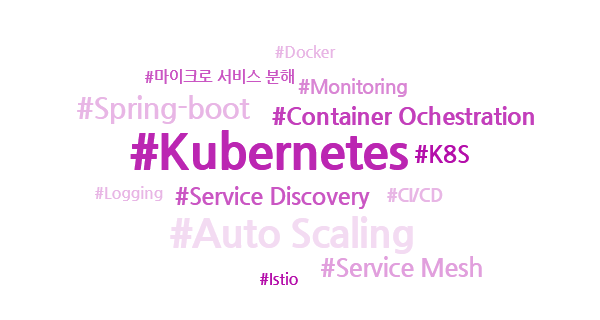 #Docker
#마이크로 서비스 분해
#Monitoring
#Spring-boot
#Container Ochestration
#Kubernetes
#K8S
#Logging
#Service Discovery
#CI/CD
#Auto Scaling
#Service Mesh
#Istio